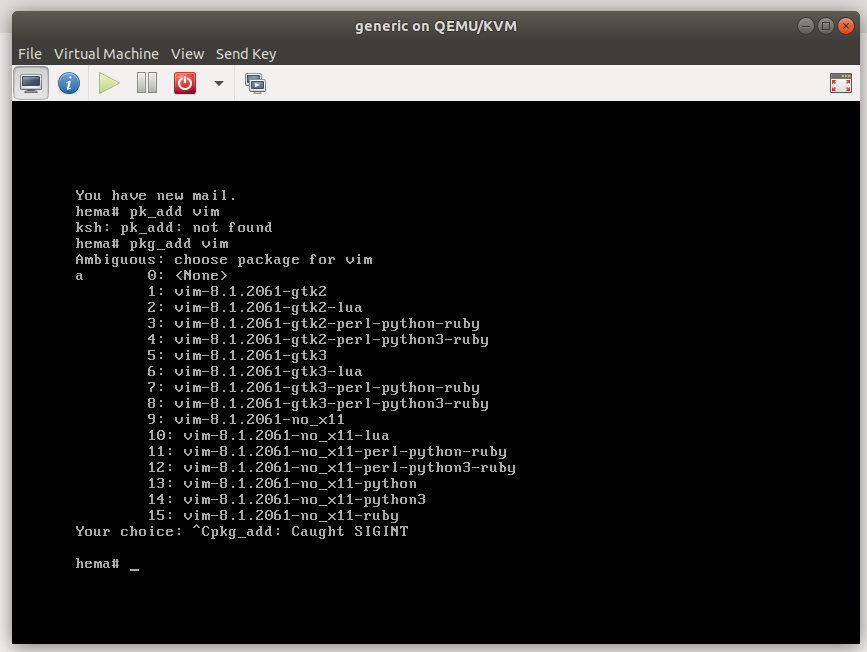 generic on QEMU/KVM
File Virtual Machine View Send Key
You have new mail.
hema# pk_add vim
ksh: pk_add: not found
hema# pkg_add vim
Ambiguous: choose package for vim
a       0: <None>
        1: vim-8.1.2061-gtk2
        2: vim-8.1.2061-gtk2-lua
        3: vim-8.1.2061-gtk2-perl-python-ruby
        4: vim-8.1.2061-gtk2-perl-python3-ruby
        5: vim-8.1.2061-gtk3
        6: vim-8.1.2061-gtk3-lua
        7: vim-8.1.2061-gtk3-perl-python-ruby
        8: vim-8.1.2061-gtk3-perl-python3-ruby
        9: vim-8.1.2061-no_x11
        10: vim-8.1.2061-no_x11-lua
        11: vim-8.1.2061-no_x11-perl-python-ruby
        12: vim-8.1.2061-no_x11-perl-python3-ruby
        13: vim-8.1.2061-no_x11-python
        14: vim-8.1.2061-no_x11-python3
        15: vim-8.1.2061-no_x11-ruby
Your choice: ^Cpkg_add: Caught SIGINT
hema# _